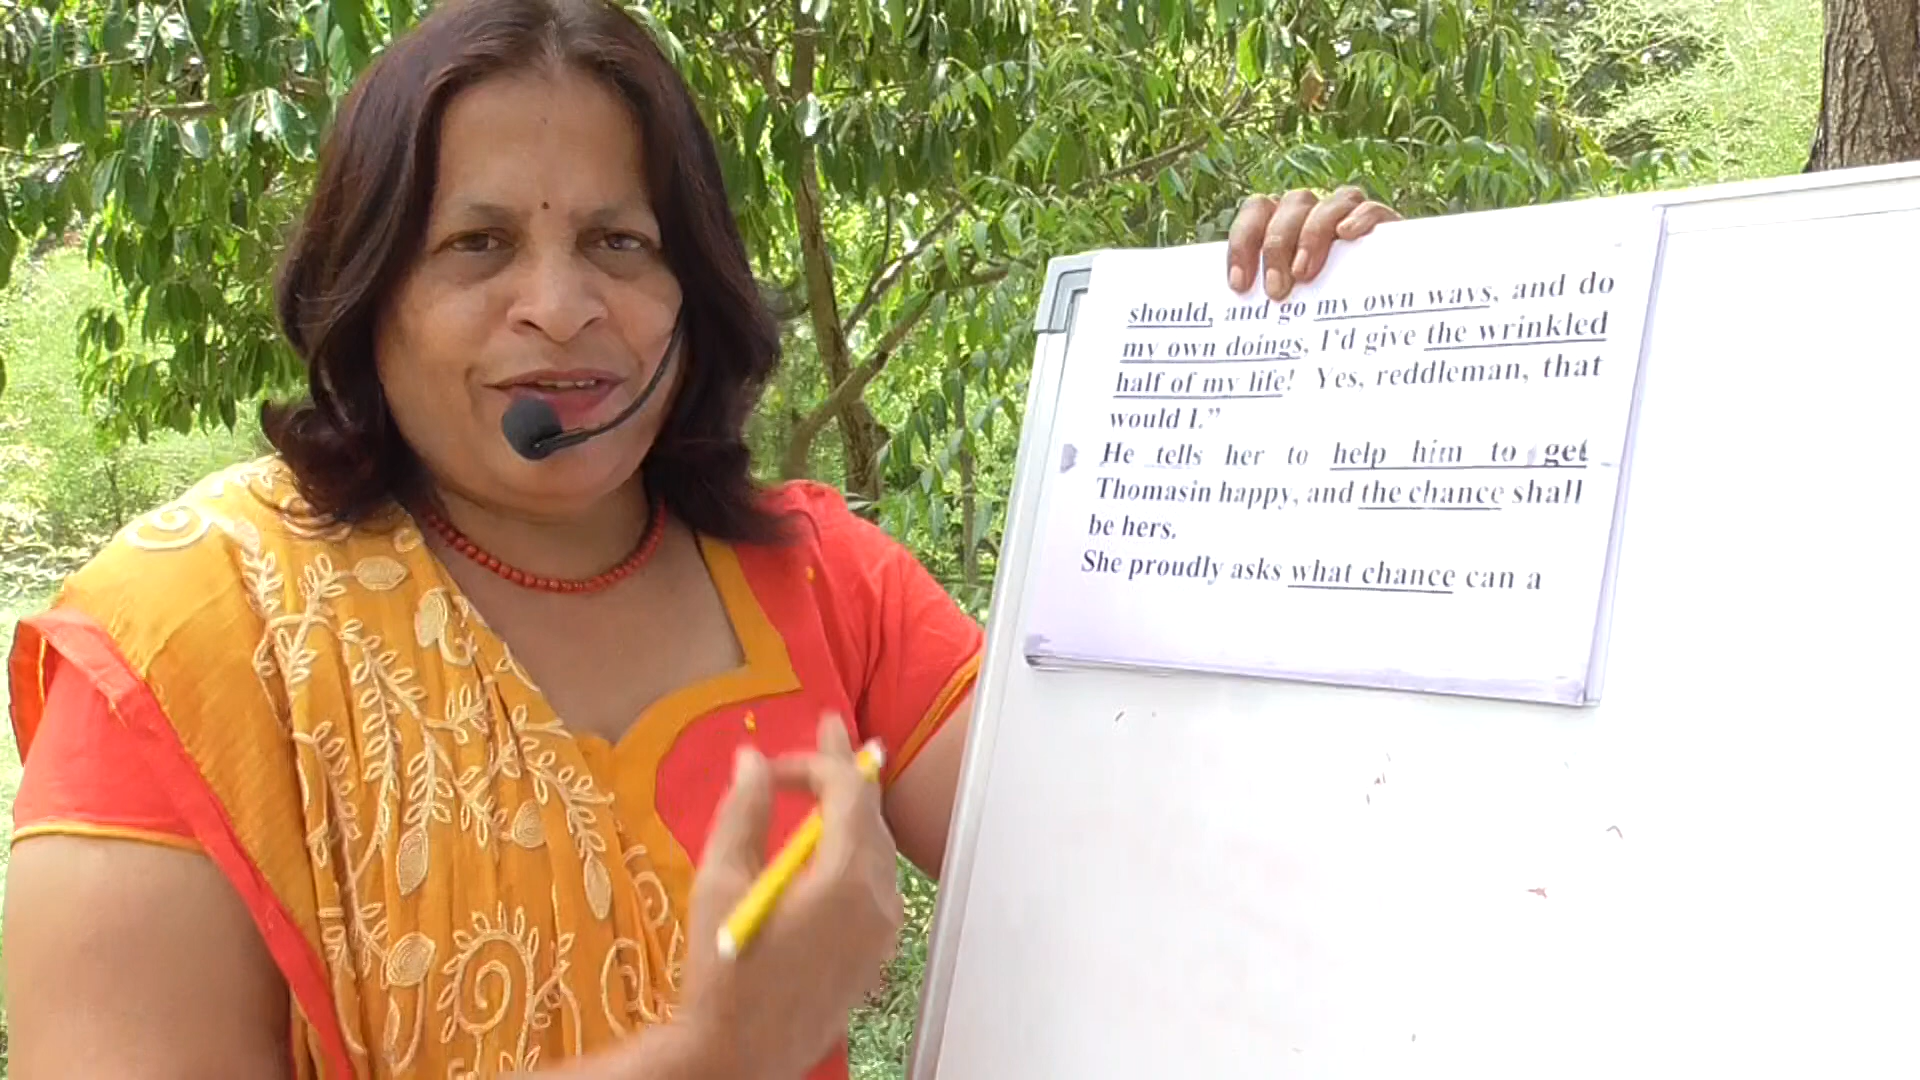 should, and go my own ways, and do
my own doings, I'd give the wrinkled
half of my life! Yes, reddleman, that
would I."
He tells her to help him to get
Thomasin happy, and the chance shall
be hers.
She proudly asks what chance can a